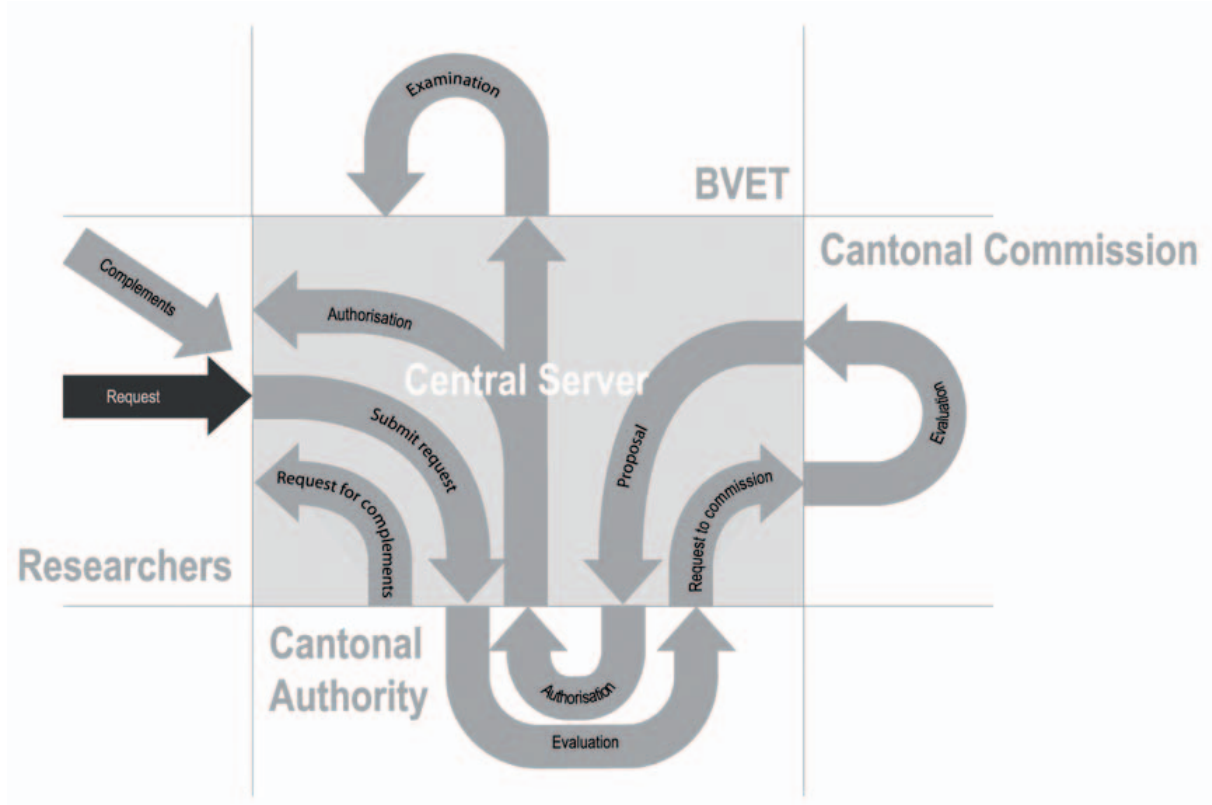 Examination
BVET
Cantonal Commission
Complements
Authorisation
Central Server
Request
Submit request
Evaluation
Proposal
Request for complements
Request to commission
Researchers
Cantonal
Authority
Authorisation
Evaluation